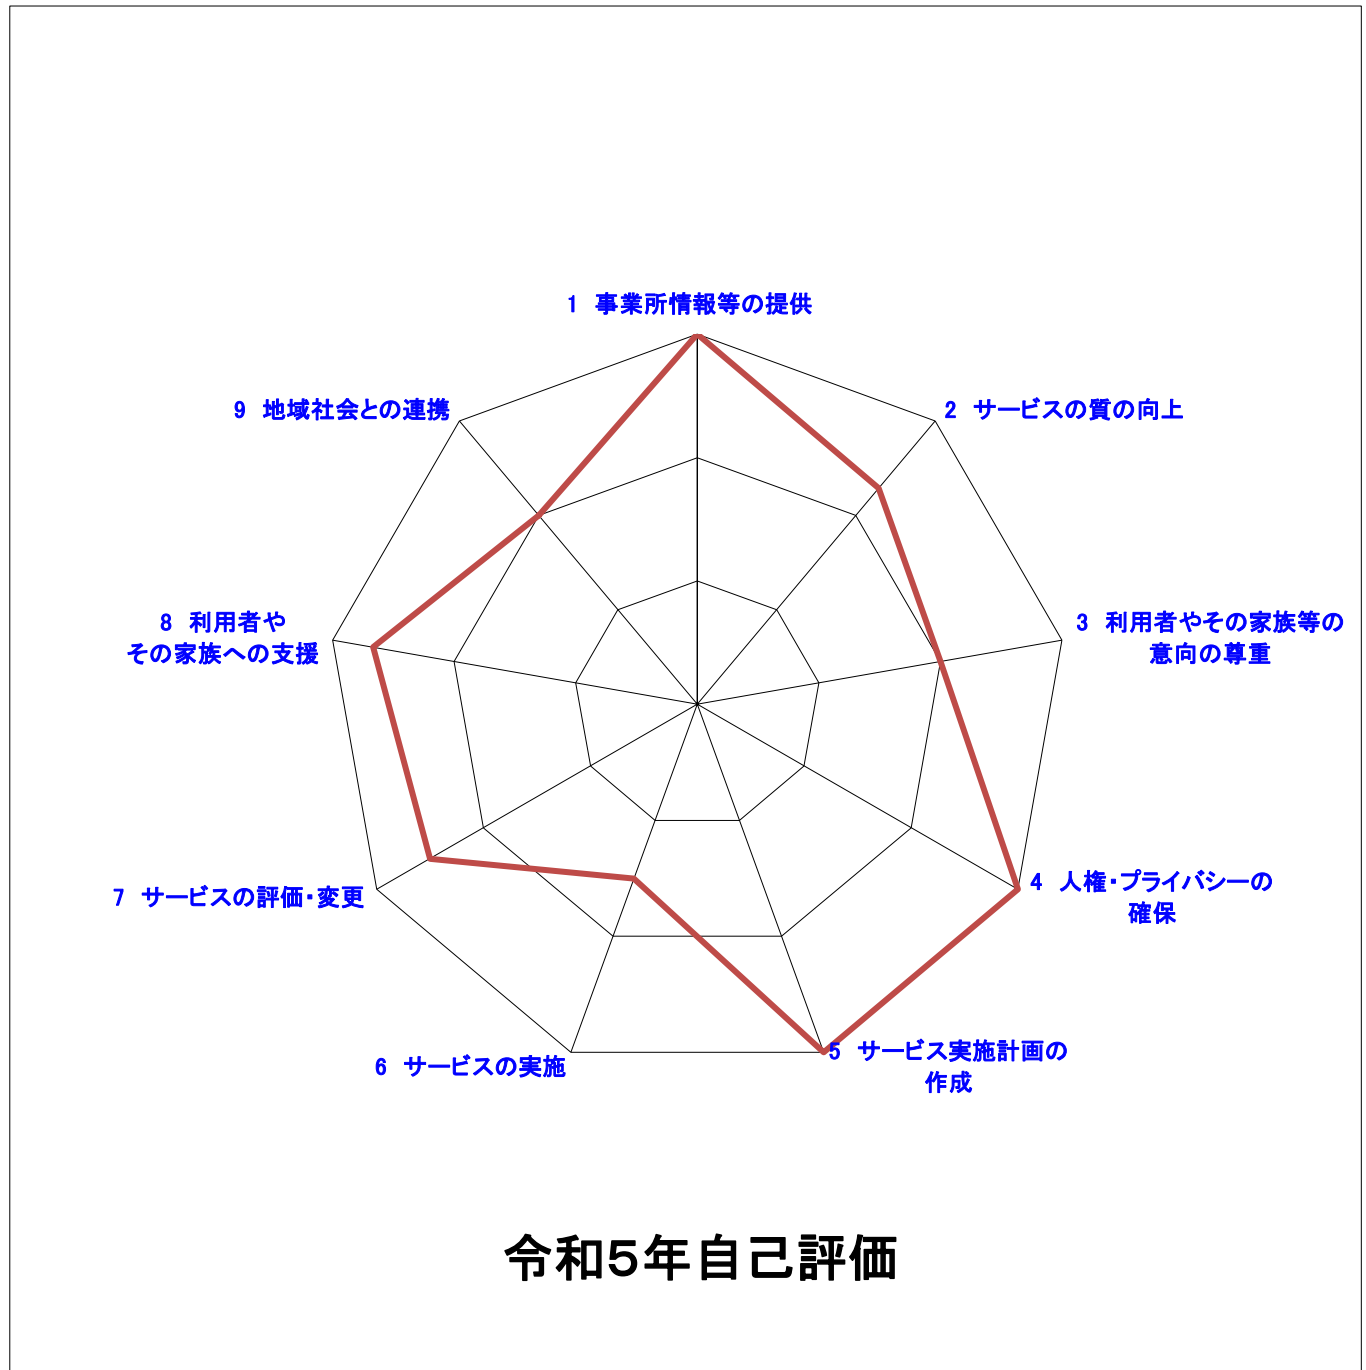 1 事業所情報等の提供
2 サービスの質の向上
3 利用者やその家族等の
意向の尊重
4 人権・プライバシーの
確保
5 サービス実施計画の
作成
6 サービスの実施
7 サービスの評価・変更
8 利用者や
その家族への支援
9 地域社会との連携
令和5年自己評価